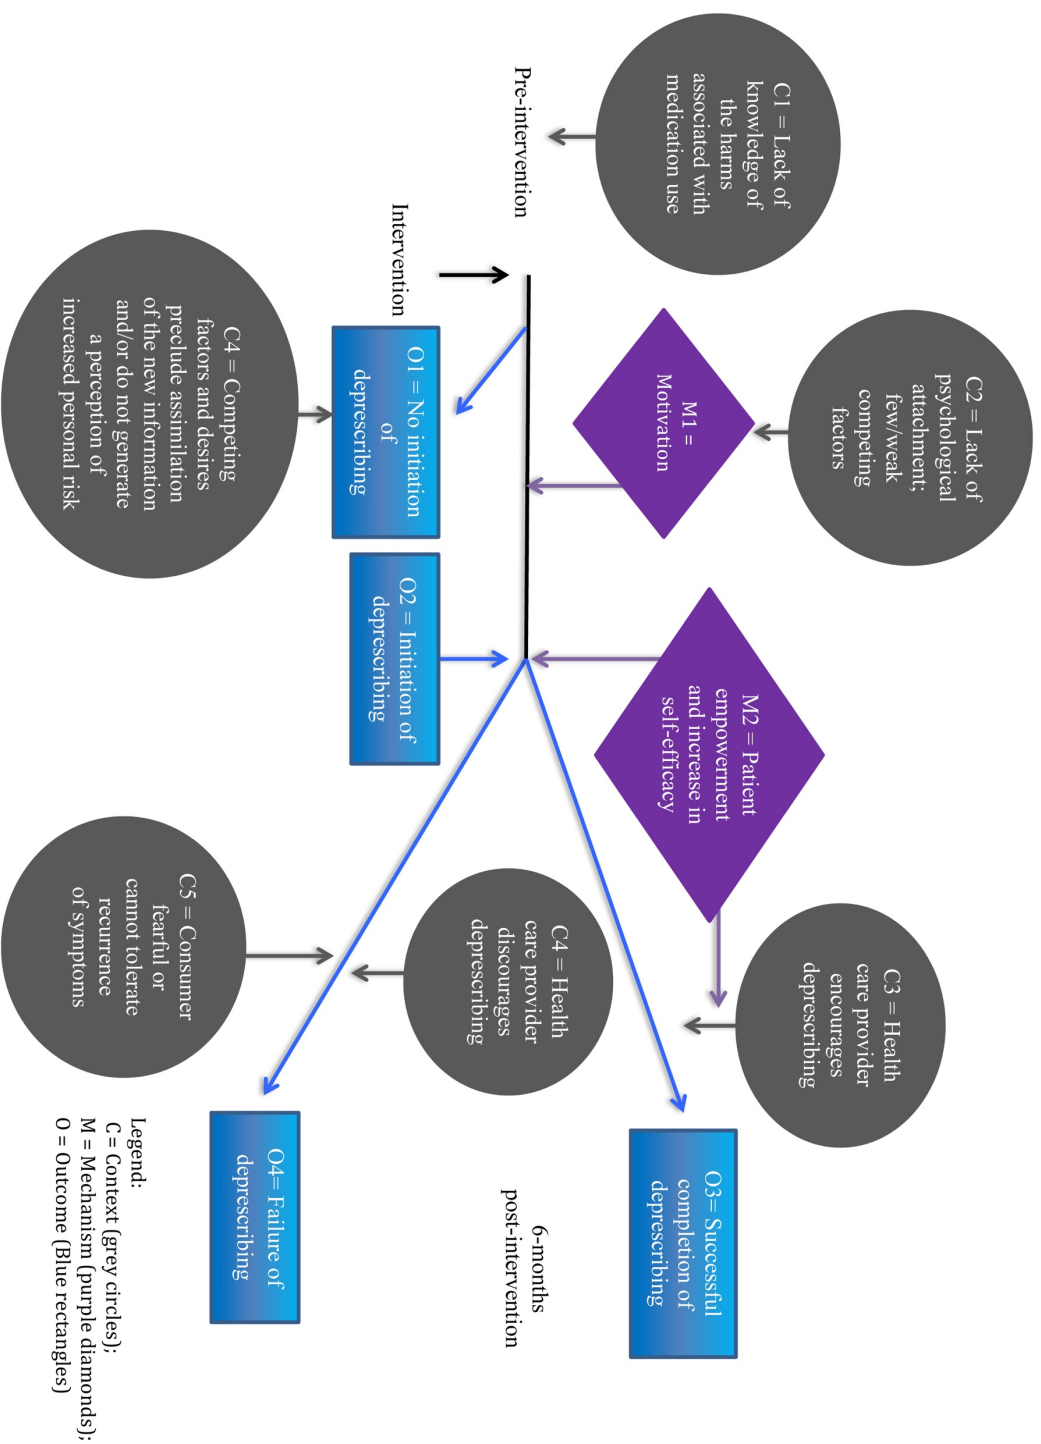 C1 = Lack of
knowledge of
the harms
associated with
medication use
C2 = Lack of
psychological
attachment;
few/weak
competing
factors
C3 = Health
care provider
encourages
deprescribing
M1 =
Motivation
M2 = Patient
empowerment
and increase in
self-efficacy
O3= Successful
completion of
deprescribing
Pre-intervention
C4 = Health
care provider
discourages
deprescribing
6-months
post-intervention
Intervention
O1 = No initiation
of
deprescribing
O2 = Initiation of
deprescribing
C4 = Competing
factors and desires
preclude assimilation
of the new information
and/or do not generate
a perception of
increased personal risk
C5 = Consumer
fearful or
cannot tolerate
recurrence
of symptoms
O4= Failure of
deprescribing
Legend:
C = Context (grey circles);
M = Mechanism (purple diamonds);
O = Outcome (Blue rectangles)